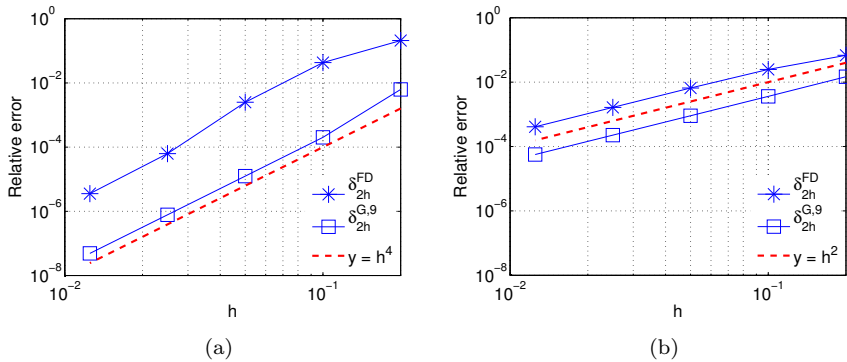 10^0
10^-2
10^-4
10^-6
10^-8
Relative error
10^-2
10^-1
h
δ_2h^FD
δ_2h^G,9
y = h^4
(a)
10^0
10^-2
10^-4
10^-6
10^-8
Relative error
10^-2
10^-1
h
δ_2h^FD
δ_2h^G,9
y = h^2
(b)